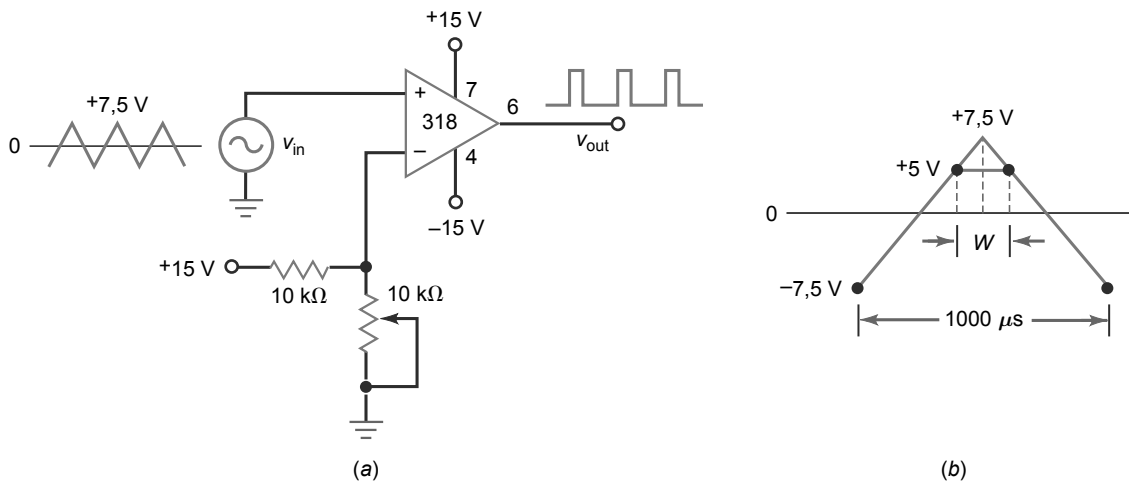 +15 V
+7,5 V
0
v_in
+
318
–
7
4
6
v_out
–15 V
+15 V
10 kΩ
10 kΩ
(a)
+7,5 V
+5 V
0
W
–7,5 V
1000 μs
(b)